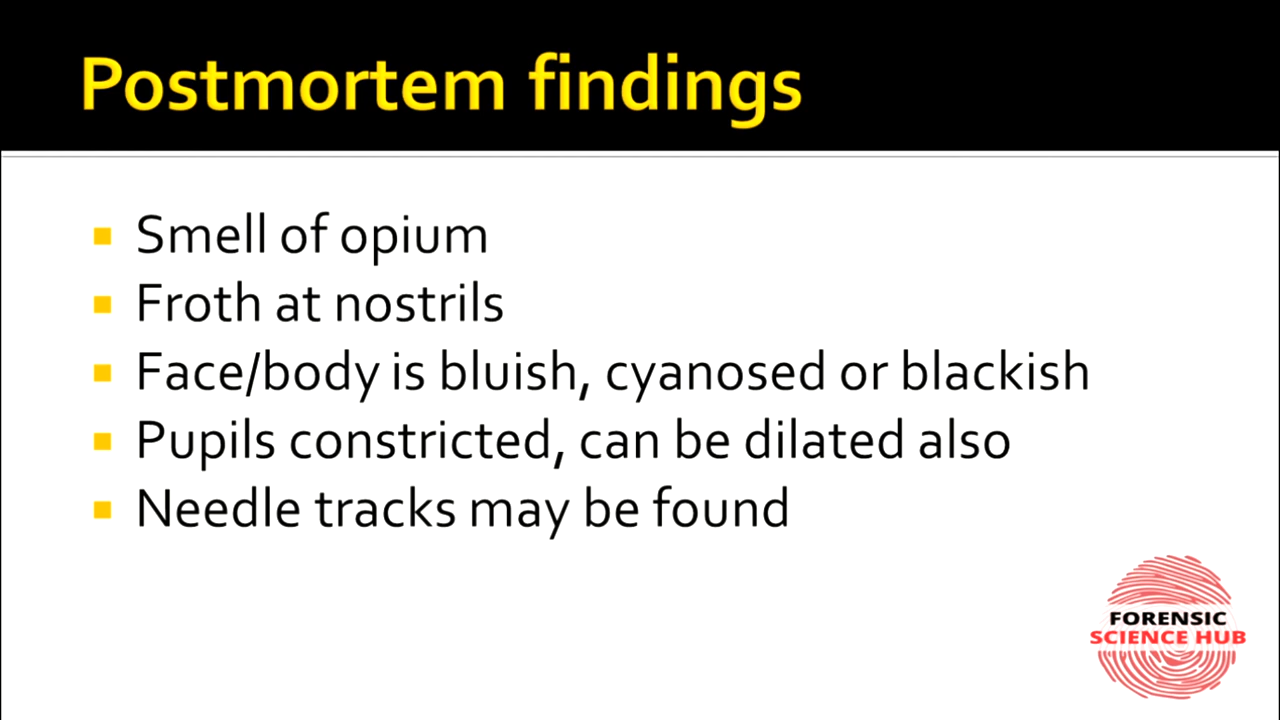 Postmortem findings
Smell of opium
Froth at nostrils
Face/body is bluish, cyanosed or blackish
Pupils constricted, can be dilated also
Needle tracks may be found
FORENSIC
SCIENCE HUB